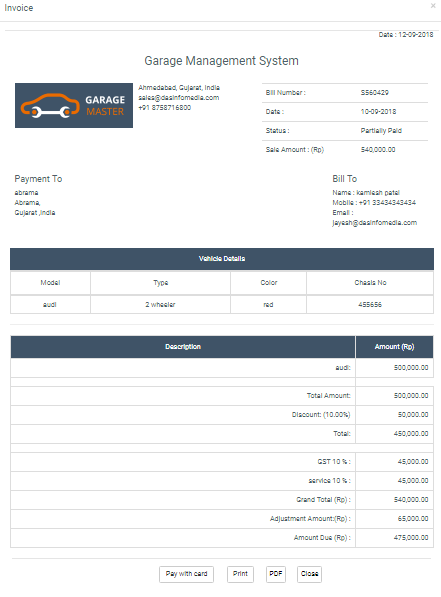 Invoice
×
Date : 12-09-2018
Garage Management System
GARAGE
MASTER
Ahmedabad, Gujarat, India
sales@dasinfomedia.com
+91 8758716800
Bill Number : S560429
Date : 10-09-2018
Status : Partially Paid
Sale Amount : (Rp) 540,000.00
Payment To
abrama
Abrama,
Gujarat ,India
Bill To
Name : kamlesh patel
Mobile : +91 33434343434
Email :
jayesh@dasinfomedia.com
Vehicle Details
Model Type Color Chasis No
audi 2 wheeler red 455656
Description Amount (Rp)
audi: 500,000.00
Total Amount: 500,000.00
Discount: (10.00%) 50,000.00
Total: 450,000.00
GST 10 % : 45,000.00
service 10 % : 45,000.00
Grand Total (Rp) : 540,000.00
Adjustment Amount:(Rp) : 65,000.00
Amount Due (Rp) : 475,000.00
Pay with card Print PDF Close